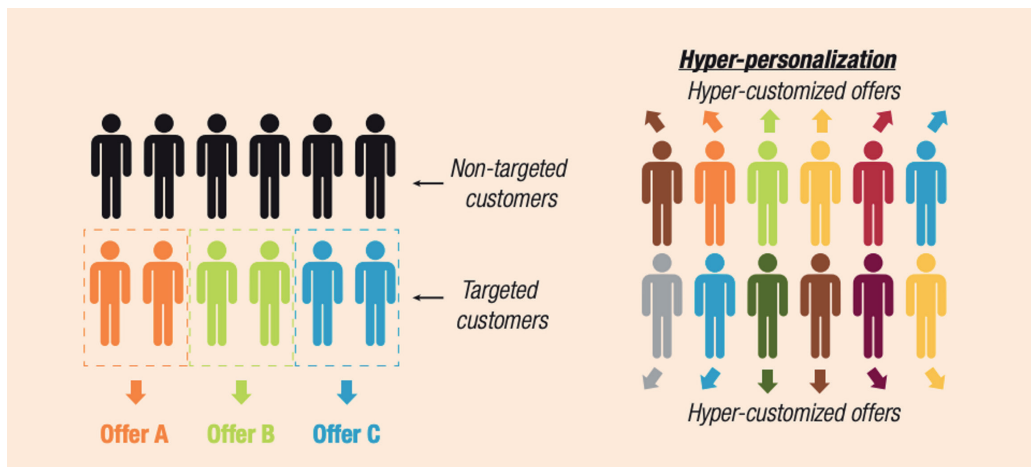 Non-targeted
customers
Targeted
customers
Offer A
Offer B
Offer C
Hyper-personalization
Hyper-customized offers
Hyper-customized offers